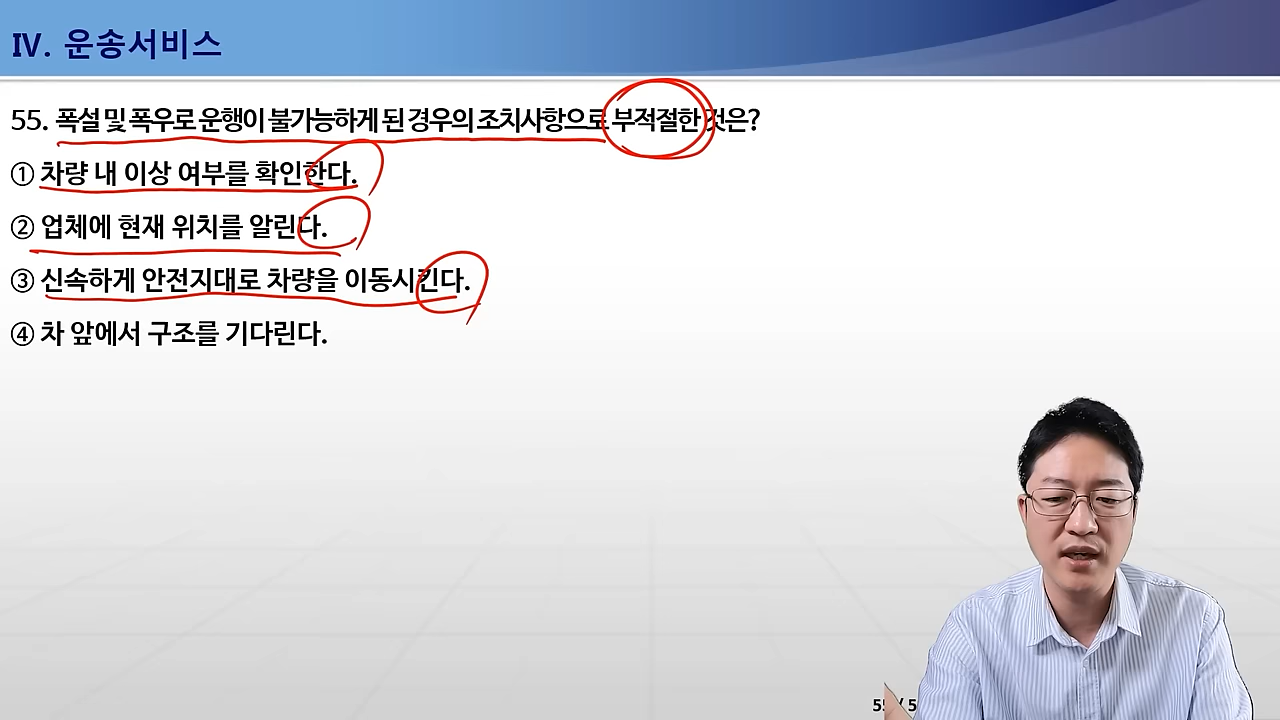 Ⅳ. 운송서비스
55. 폭설 및 폭우로 운행이 불가능하게 된 경우의 조치사항으로 부적절한 것은?
① 차량 내 이상 여부를 확인한다.
② 업체에 현재 위치를 알린다.
③ 신속하게 안전지대로 차량을 이동시킨다.
④ 차 앞에서 구조를 기다린다.